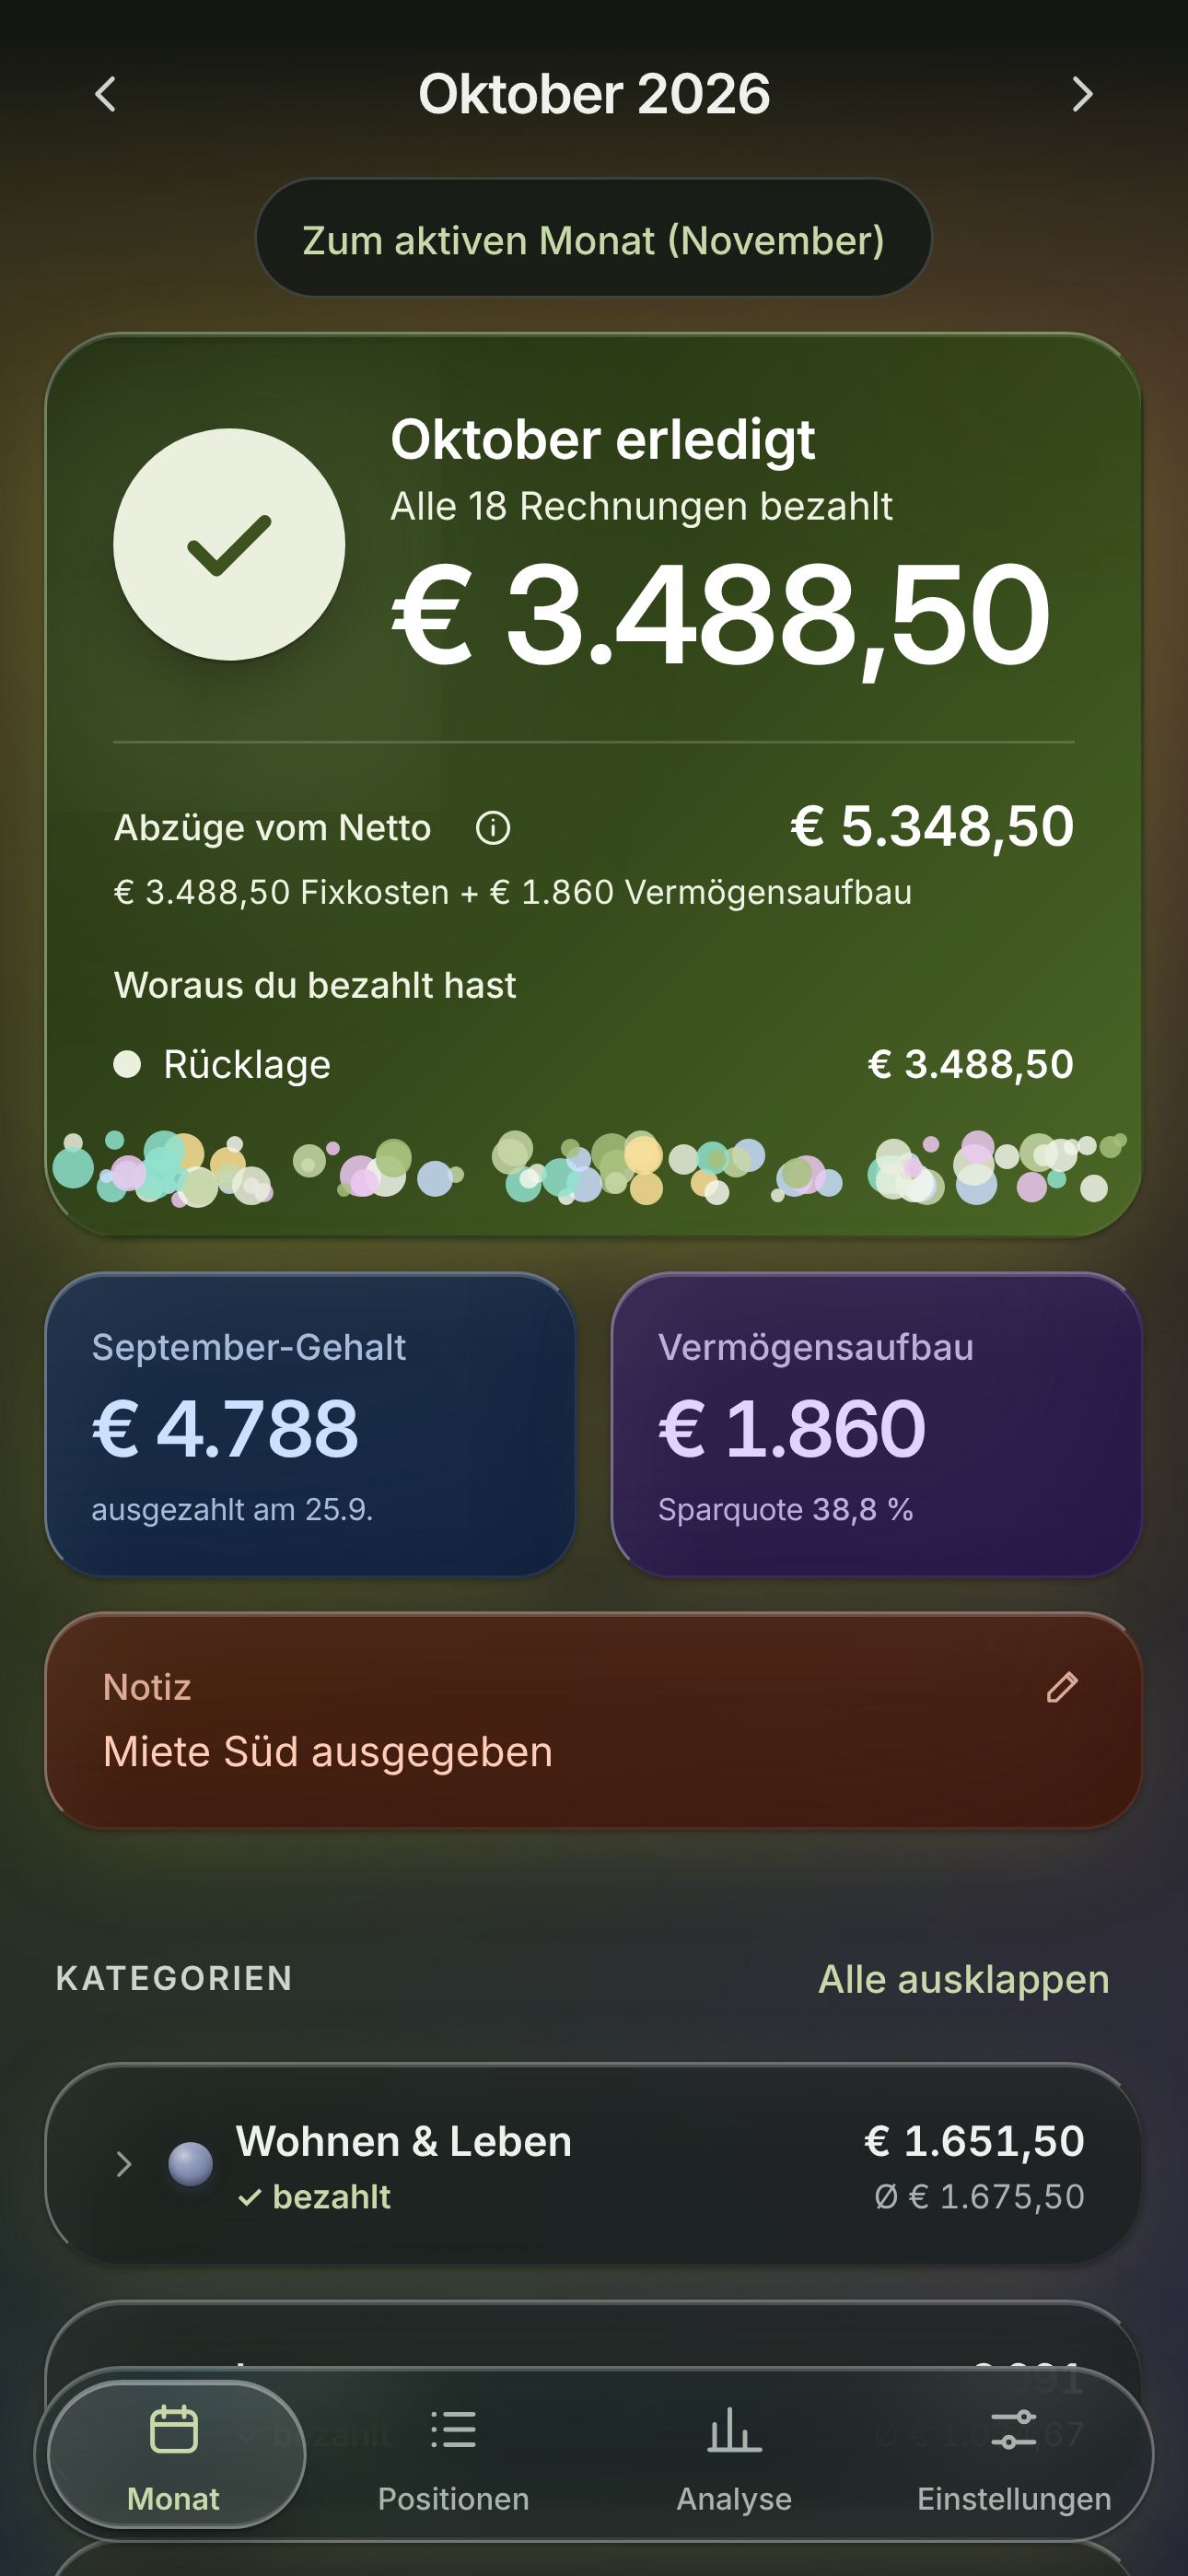 Oktober 2026
Zum aktiven Monat (November)
Oktober erledigt
Alle 18 Rechnungen bezahlt
€ 3.488,50
Abzüge vom Netto
€ 5.348,50
€ 3.488,50 Fixkosten + € 1.860 Vermögensaufbau
Woraus du bezahlt hast
Rücklage
€ 3.488,50
September-Gehalt
€ 4.788
ausgezahlt am 25.9.
Vermögensaufbau
€ 1.860
Sparquote 38,8 %
Notiz
Miete Süd ausgegeben
KATEGORIEN
Alle ausklappen
Wohnen & Leben
€ 1.651,50
✓ bezahlt
Ø € 1.675,50
bezahlt
Monat
Positionen
Analyse
Einstellungen